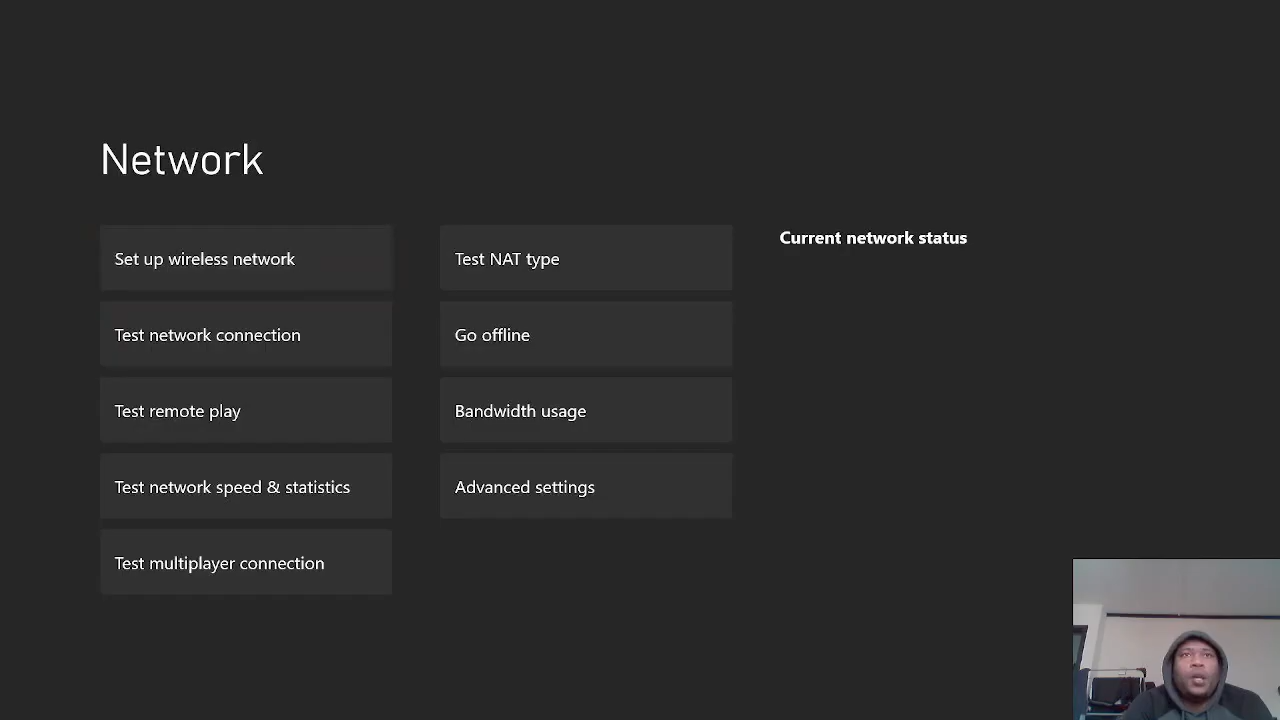 Network
Set up wireless network
Test network connection
Test remote play
Test network speed & statistics
Test multiplayer connection
Test NAT type
Go offline
Bandwidth usage
Advanced settings
Current network status